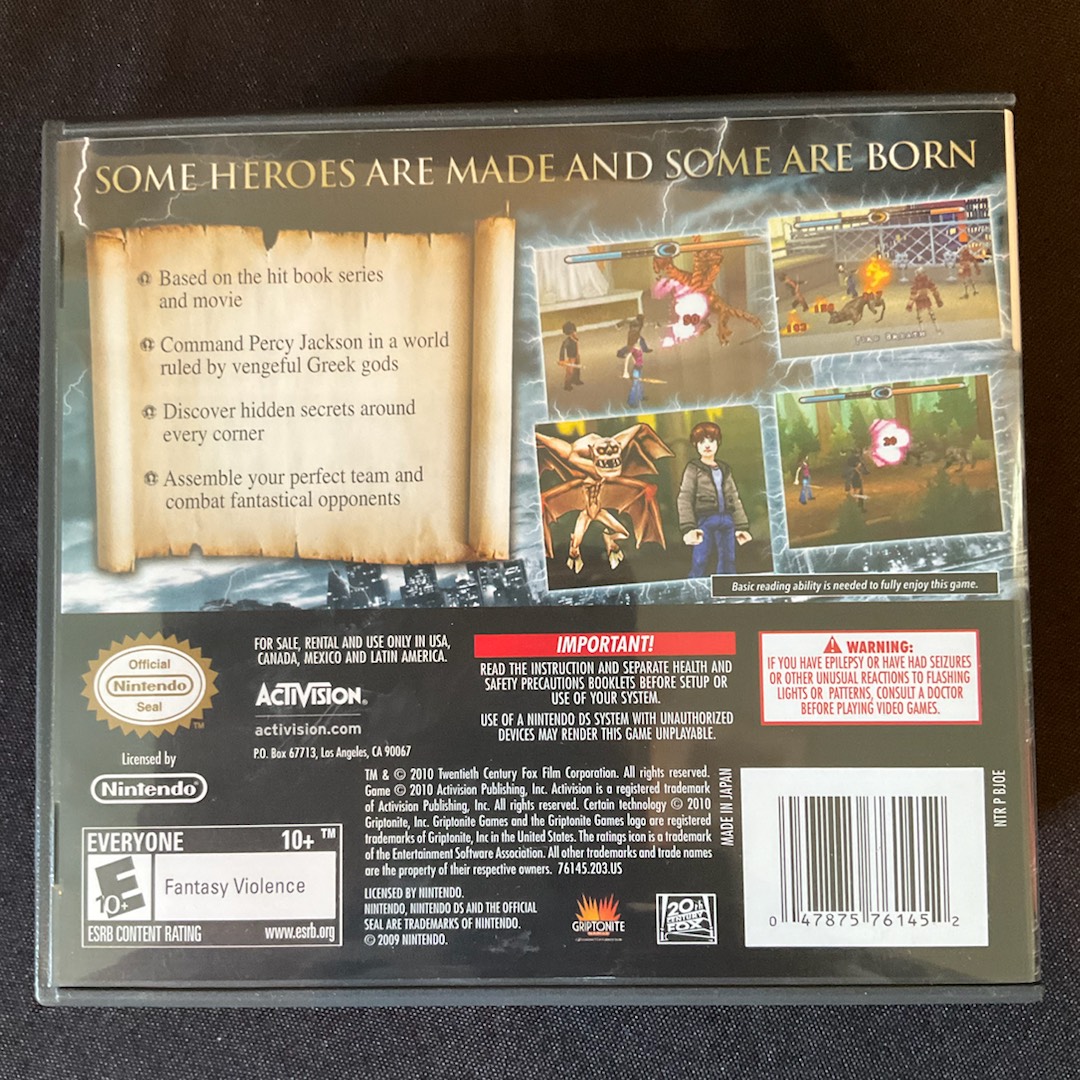 SOME HEROES ARE MADE AND SOME ARE BORN
Based on the hit book series
and movie
Command Percy Jackson in a world
ruled by vengeful Greek gods
Discover hidden secrets around
every corner
Assemble your perfect team and
combat fantastical opponents
50
163
20
Basic reading ability is needed to fully enjoy this game.
Official
Nintendo
Seal
TM
Licensed by
Nintendo®
FOR SALE, RENTAL AND USE ONLY IN USA,
CANADA, MEXICO AND LATIN AMERICA.
ACTIVISION®
activision.com
P.O. Box 67713, Los Angeles, CA 90067
IMPORTANT!
READ THE INSTRUCTION AND SEPARATE HEALTH AND
SAFETY PRECAUTIONS BOOKLETS BEFORE SETUP OR
USE OF YOUR SYSTEM.
USE OF A NINTENDO DS SYSTEM WITH UNAUTHORIZED
DEVICES MAY RENDER THIS GAME UNPLAYABLE.
WARNING:
IF YOU HAVE EPILEPSY OR HAVE HAD SEIZURES
OR OTHER UNUSUAL REACTIONS TO FLASHING
LIGHTS OR PATTERNS, CONSULT A DOCTOR
BEFORE PLAYING VIDEO GAMES.
TM & © 2010 Twentieth Century Fox Film Corporation. All rights reserved.
Game © 2010 Activision Publishing, Inc. Activision is a registered trademark
of Activision Publishing, Inc. All rights reserved. Certain technology © 2010
Griptonite, Inc. Griptonite Games and the Griptonite Games logo are registered
trademarks of Griptonite, Inc in the United States. The ratings icon is a trademark
of the Entertainment Software Association. All other trademarks and trade names
are the property of their respective owners. 76145.203.US
MADE IN JAPAN
NTR P BJOE
EVERYONE 10+ TM
E
10+
Fantasy Violence
ESRB CONTENT RATING www.esrb.org
LICENSED BY NINTENDO.
NINTENDO, NINTENDO DS AND THE OFFICIAL
SEAL ARE TRADEMARKS OF NINTENDO.
© 2009 NINTENDO.
GRIPTONITE
20th
CENTURY
FOX
0 47875 76145 2